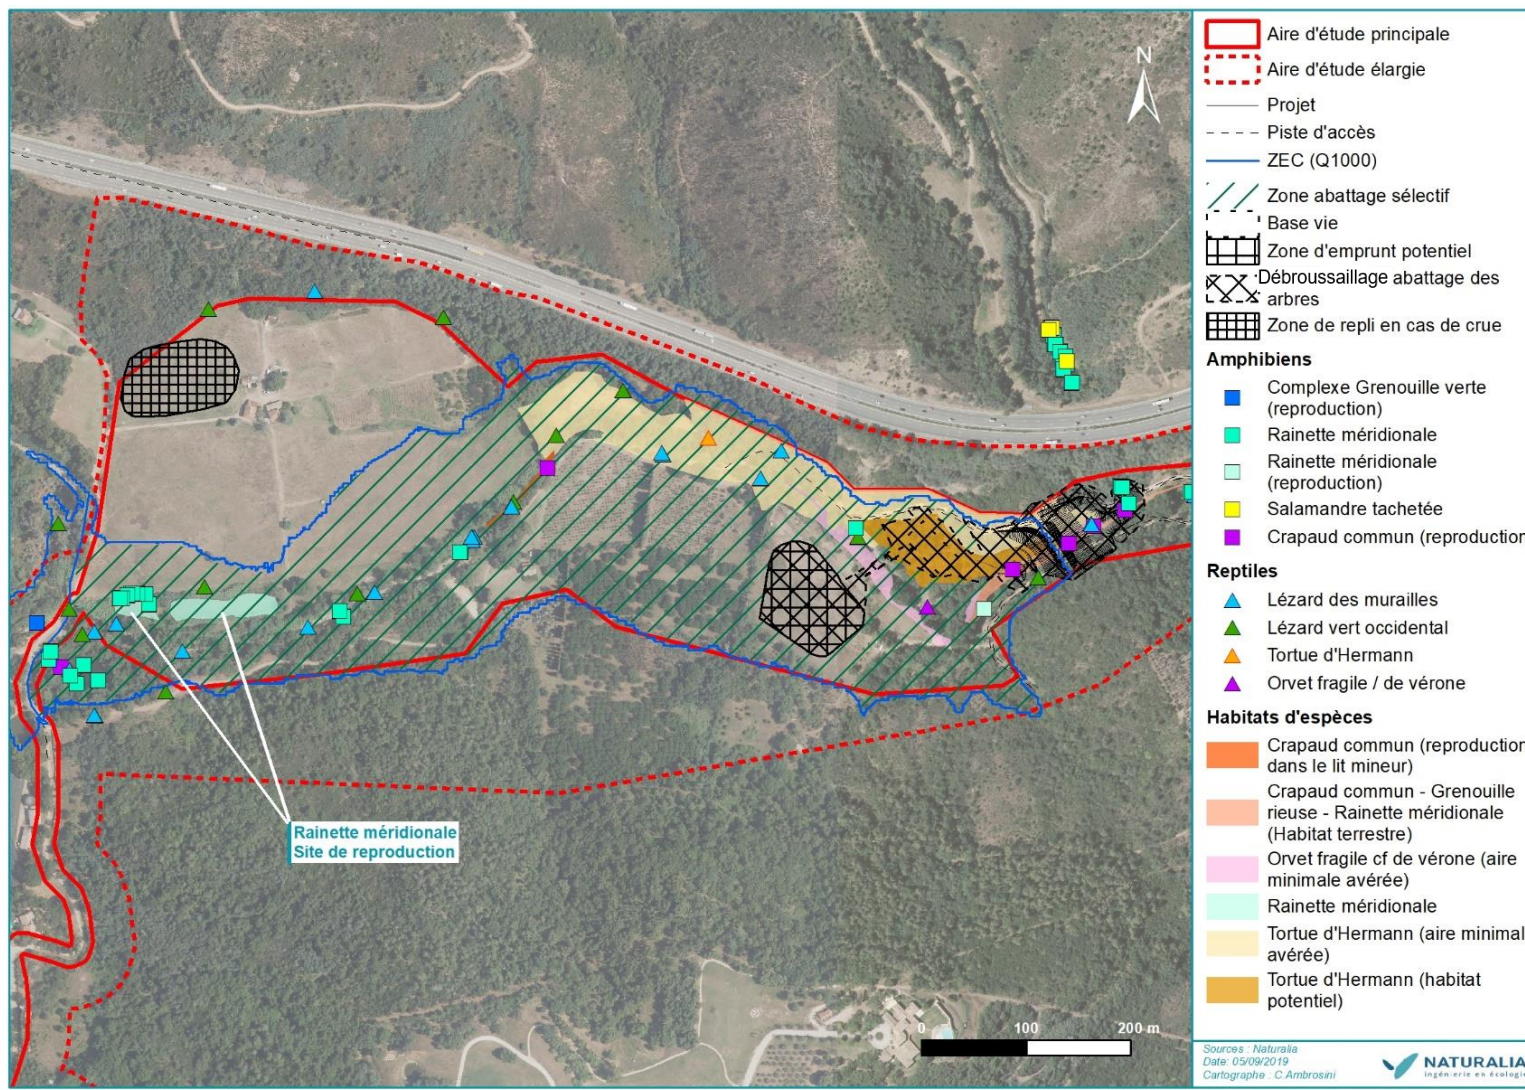 N
Rainette méridionale
Site de reproduction
0 100 200 m
Aire d'étude principale
Aire d'étude élargie
Projet
Piste d'accès
ZEC (Q1000)
Zone abattage sélectif
Base vie
Zone d'emprunt potentiel
Débroussaillage abattage des
arbres
Zone de repli en cas de crue
Amphibiens
Complexe Grenouille verte
(reproduction)
Rainette méridionale
Rainette méridionale
(reproduction)
Salamandre tachetée
Crapaud commun (reproduction
Reptiles
Lézard des murailles
Lézard vert occidental
Tortue d'Hermann
Orvet fragile / de vérone
Habitats d'espèces
Crapaud commun (reproduction
dans le lit mineur)
Crapaud commun - Grenouille
rieuse - Rainette méridionale
(Habitat terrestre)
Orvet fragile cf de vérone (aire
minimale avérée)
Rainette méridionale
Tortue d'Hermann (aire minimal
avérée)
Tortue d'Hermann (habitat
potentiel)
Sources : Naturalia
Date: 05/09/2019
Cartographe : C.Ambrosini
NATURALIA
ingénierie en écologie